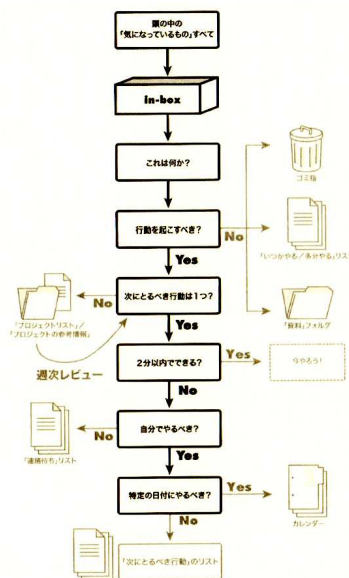 頭の中の
「気になっているもの」すべて
in-box
これは何か？
ゴミ箱
行動を起こすべき？
No
「いつかやる／多分やる」リスト
Yes
次にとるべき行動は1つ？
No
「プロジェクトリスト」／
「プロジェクトの参考情報」
「資料」フォルダ
Yes
週次レビュー
2分以内でできる？
Yes
今やろう！
No
自分でやるべき？
No
「連絡待ち」リスト
Yes
特定の日付にやるべき？
Yes
カレンダー
No
「次にとるべき行動」のリスト